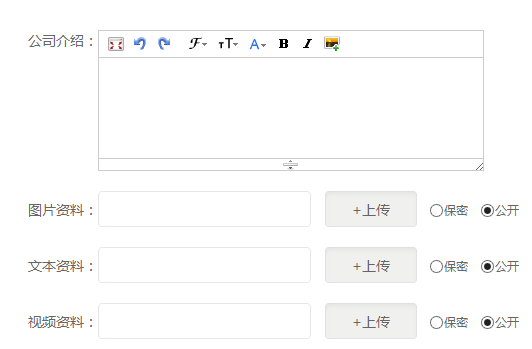 公司介绍：
ℱ TT A B I
图片资料： +上传 保密 公开
文本资料： +上传 保密 公开
视频资料： +上传 保密 公开